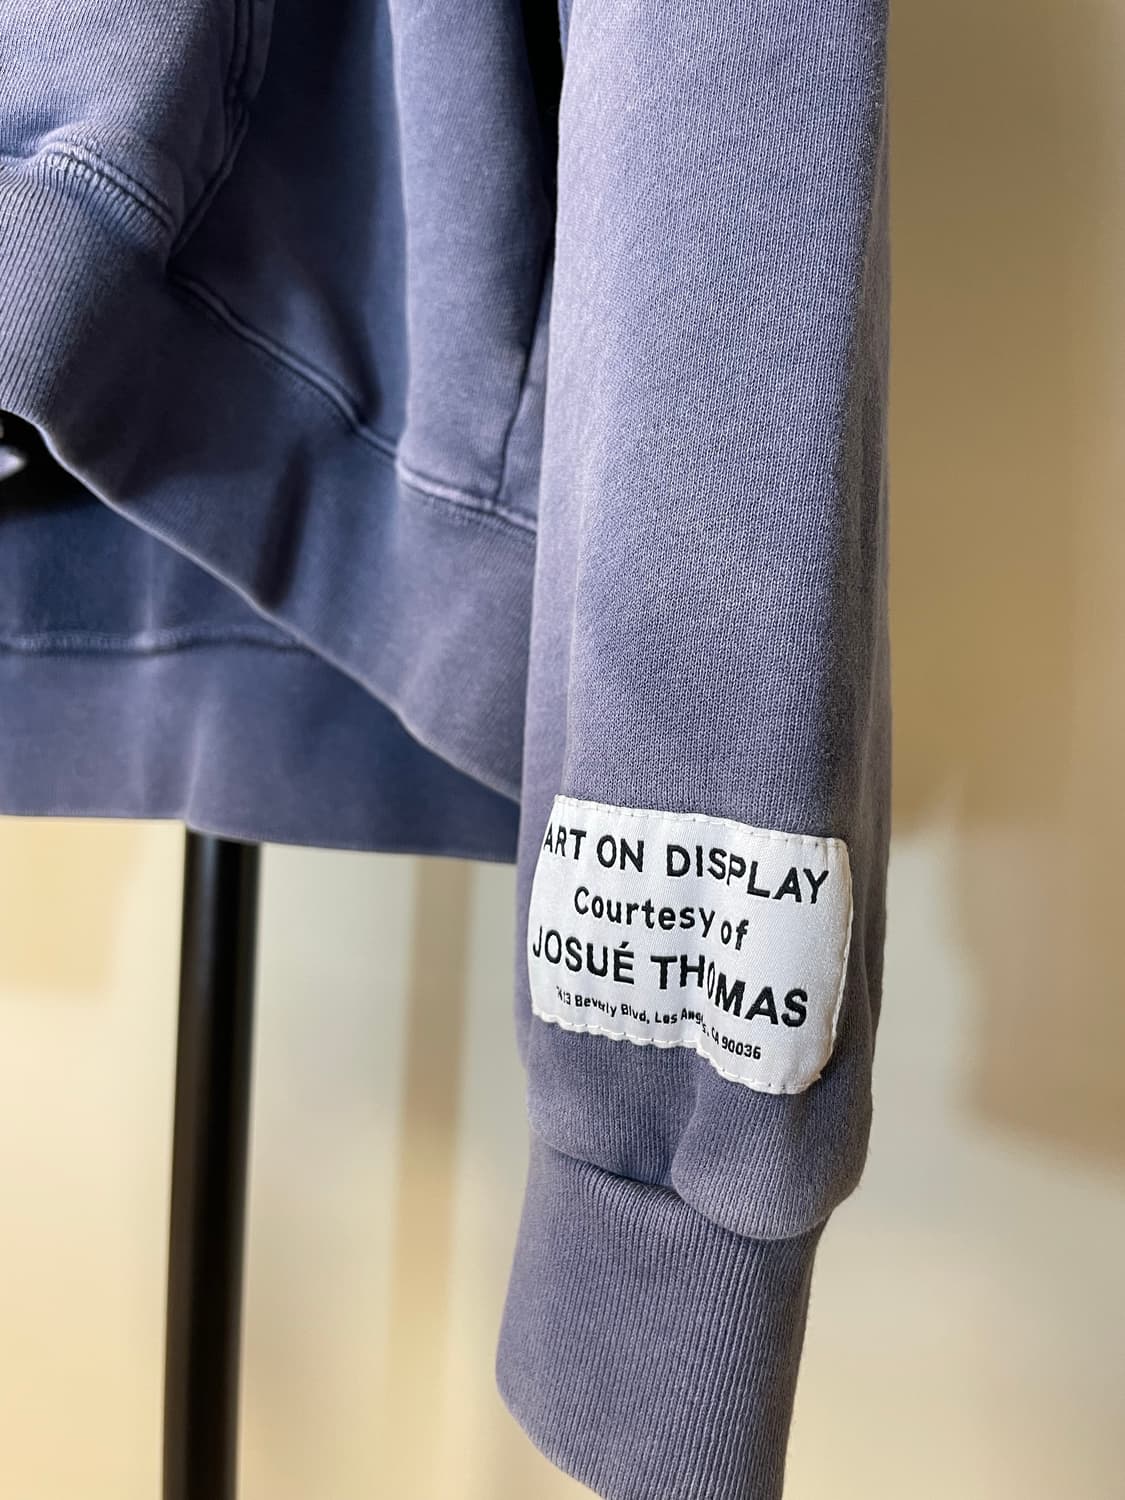 ART ON DISPLAY
Courtesy of
JOSUÉ THOMAS
Beverly Blvd, Los CA 90036